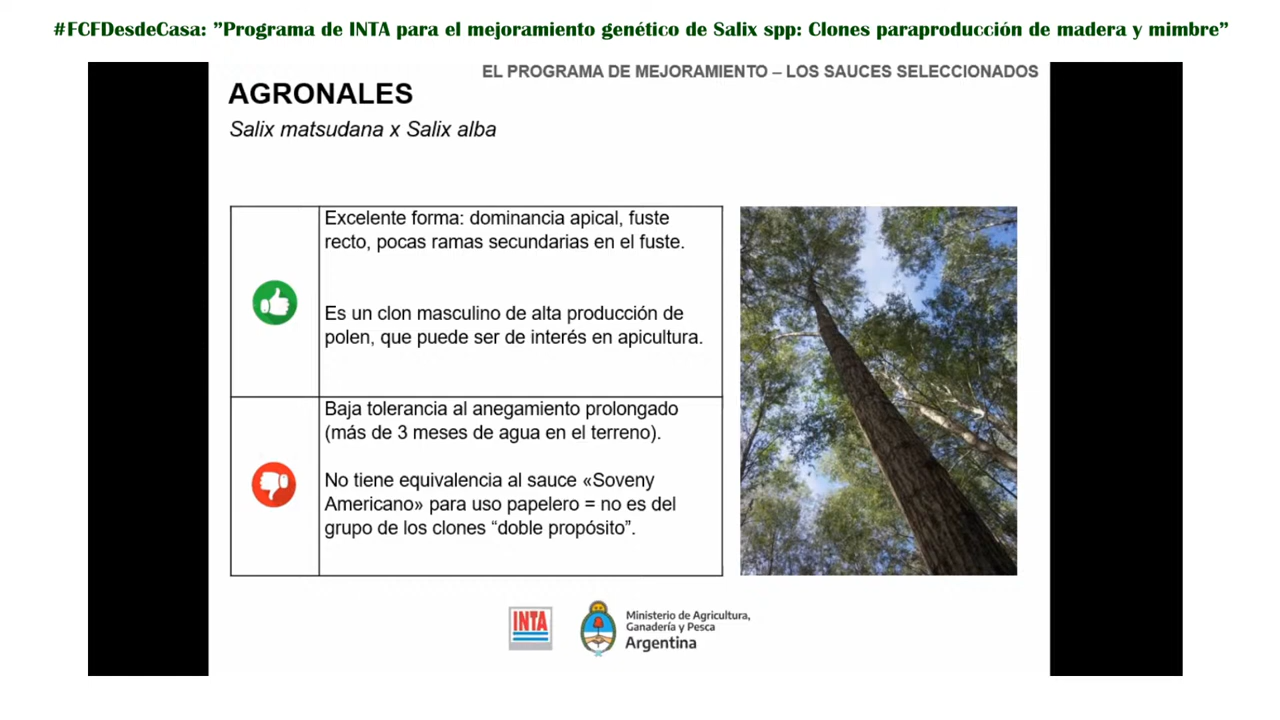 #FCFDesdeCasa: ”Programa de INTA para el mejoramiento genético de Salix spp: Clones paraproducción de madera y mimbre”
EL PROGRAMA DE MEJORAMIENTO – LOS SAUCES SELECCIONADOS
AGRONALES
Salix matsudana x Salix alba
Excelente forma: dominancia apical, fuste
recto, pocas ramas secundarias en el fuste.
Es un clon masculino de alta producción de
polen, que puede ser de interés en apicultura.
Baja tolerancia al anegamiento prolongado
(más de 3 meses de agua en el terreno).
No tiene equivalencia al sauce «Soveny
Americano» para uso papelero = no es del
grupo de los clones “doble propósito”.
INTA
Ministerio de Agricultura,
Ganadería y Pesca
Argentina